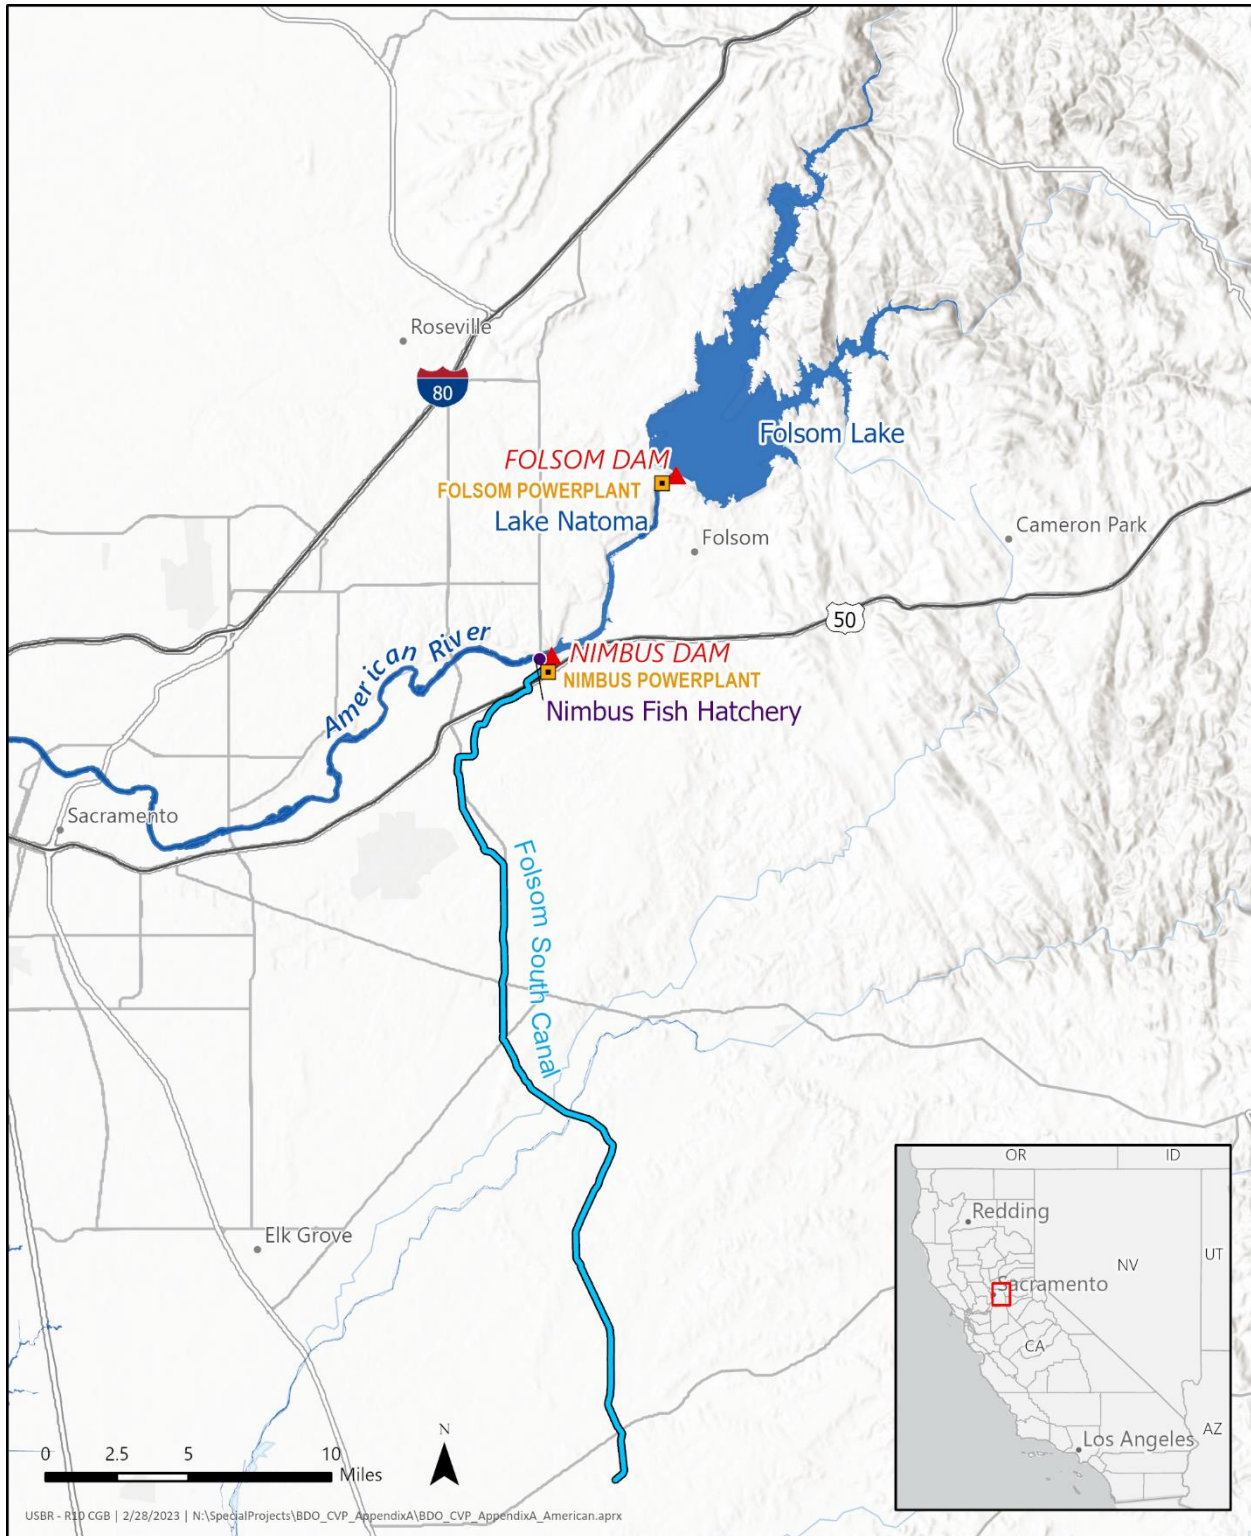 Roseville
80
Folsom Lake
FOLSOM DAM
FOLSOM POWERPLANT
Lake Natoma
Folsom
Cameron Park
50
American River
NIMBUS DAM
NIMBUS POWERPLANT
Nimbus Fish Hatchery
Sacramento
Folsom South Canal
Elk Grove
OR
ID
Redding
NV
UT
Sacramento
CA
AZ
Los Angeles
N
0 2.5 5 10
Miles
USBR - R10 CGB | 2/28/2023 | N:\SpecialProjects\BDO_CVP_AppendixA\BDO_CVP_AppendixA_American.aprx